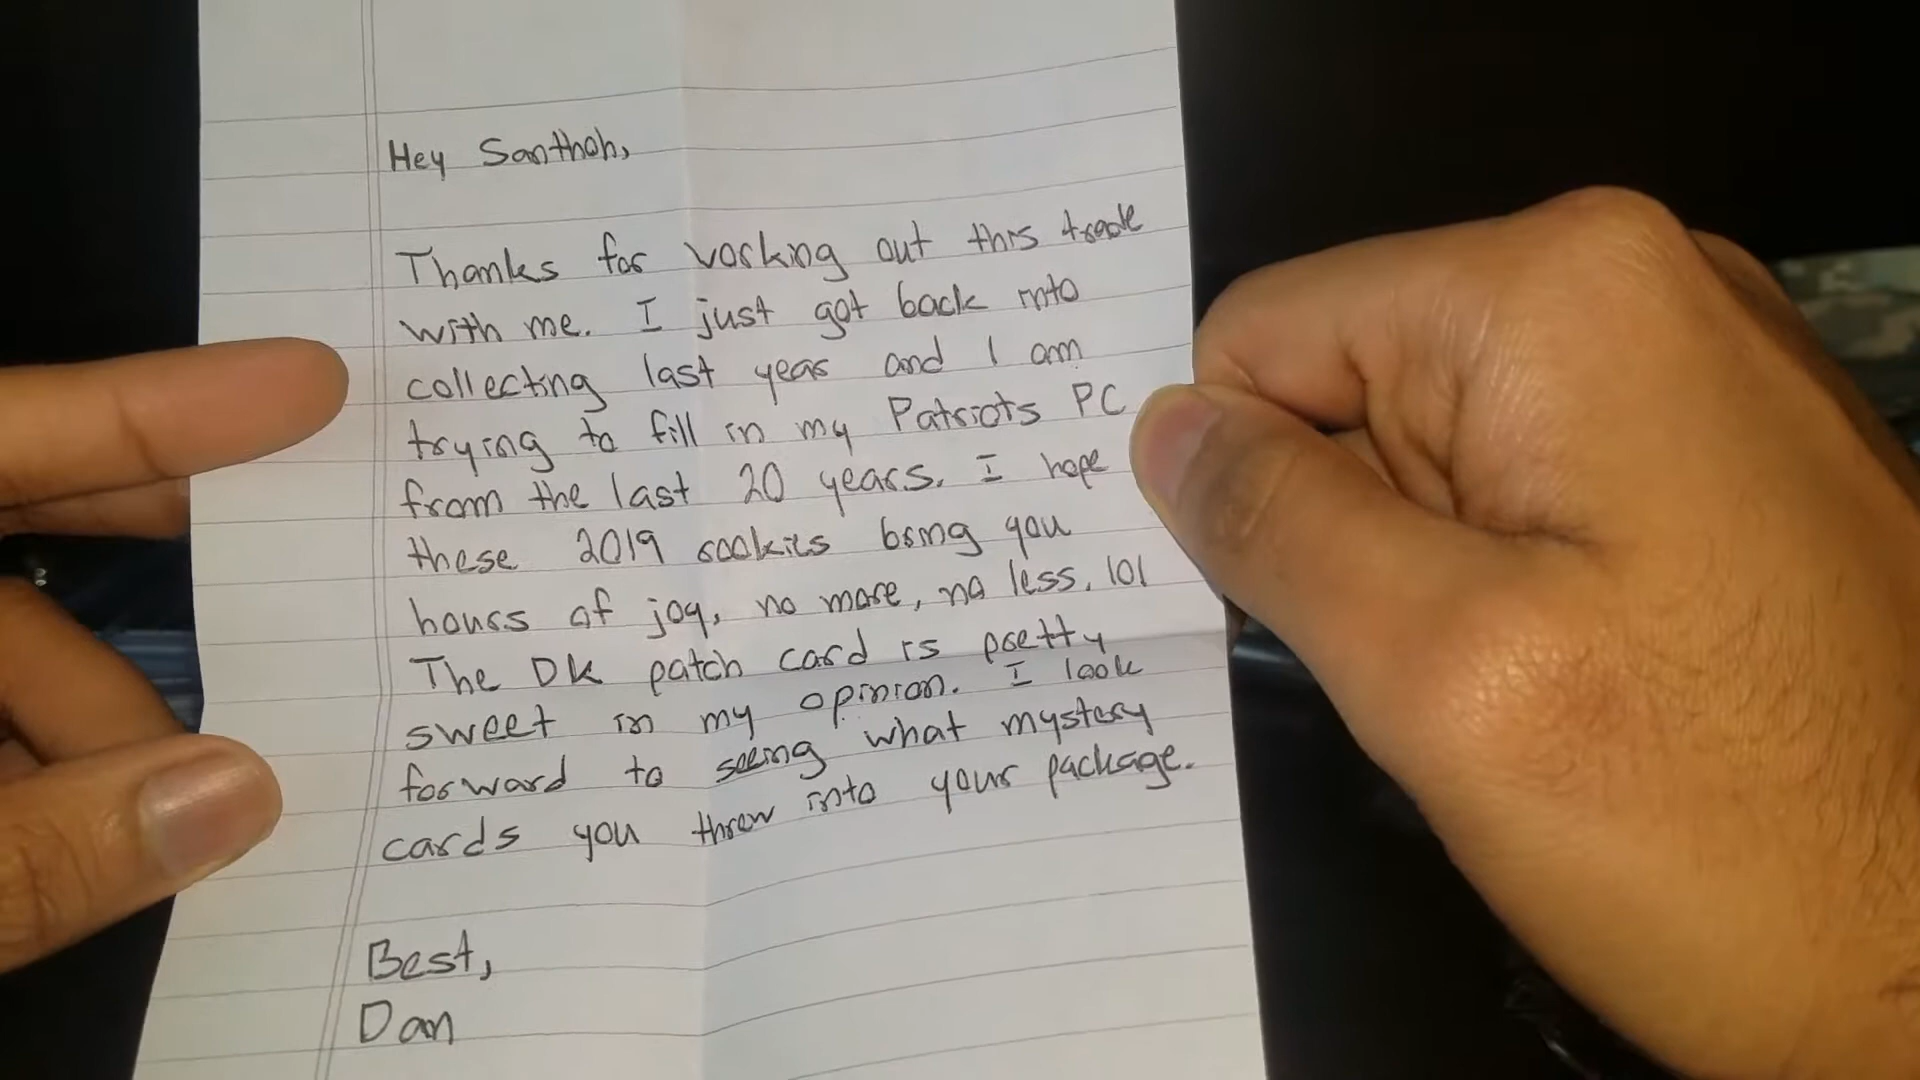 Hey Santhoh,
Thanks for working out this trade
with me. I just got back into
collecting last year and I am
trying to fill in my Patriots PC
from the last 20 years. I hope
these 2019 rookies bring you
hours of joy, no more, no less. lol
The DK patch card is pretty
sweet in my opinion. I look
forward to seeing what mystery
cards you threw into your package.
Best,
Dan